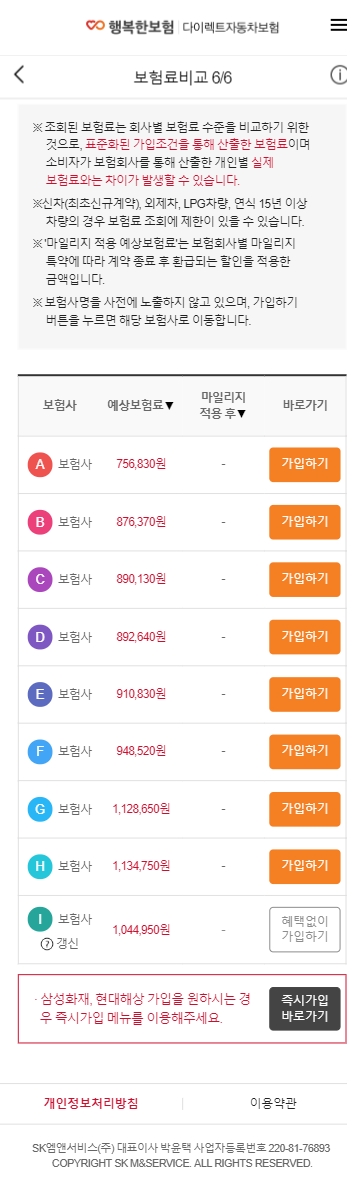 행복한보험 | 다이렉트자동차보험
보험료비교 6/6
※조회된 보험료는 회사별 보험료 수준을 비교하기 위한
것으로, 표준화된 가입조건을 통해 산출한 보험료이며
소비자가 보험회사를 통해 산출한 개인별 실제
보험료와는 차이가 발생할 수 있습니다.
※신차(최초신규계약), 외제차, LPG차량, 연식 15년 이상
차량의 경우 보험료 조회에 제한이 있을 수 있습니다.
※'마일리지 적용 예상보험료'는 보험회사별 마일리지
특약에 따라 계약 종료 후 환급되는 할인을 적용한
금액입니다.
※보험사명을 사전에 노출하지 않고 있으며, 가입하기
버튼을 누르면 해당 보험사로 이동합니다.
보험사 예상보험료▼ 마일리지 적용 후▼ 바로가기
A 보험사 756,830원 - 가입하기
B 보험사 876,370원 - 가입하기
C 보험사 890,130원 - 가입하기
D 보험사 892,640원 - 가입하기
E 보험사 910,830원 - 가입하기
F 보험사 948,520원 - 가입하기
G 보험사 1,128,650원 - 가입하기
H 보험사 1,134,750원 - 가입하기
I 보험사 1,044,950원 - 혜택없이
? 갱신 가입하기
· 삼성화재, 현대해상 가입을 원하시는 경 즉시가입
우 즉시가입 메뉴를 이용해주세요. 바로가기
개인정보처리방침 | 이용약관
SK엠앤서비스(주) 대표이사 박윤택 사업자등록번호 220-81-76893
COPYRIGHT SK M&SERVICE. ALL RIGHTS RESERVED.